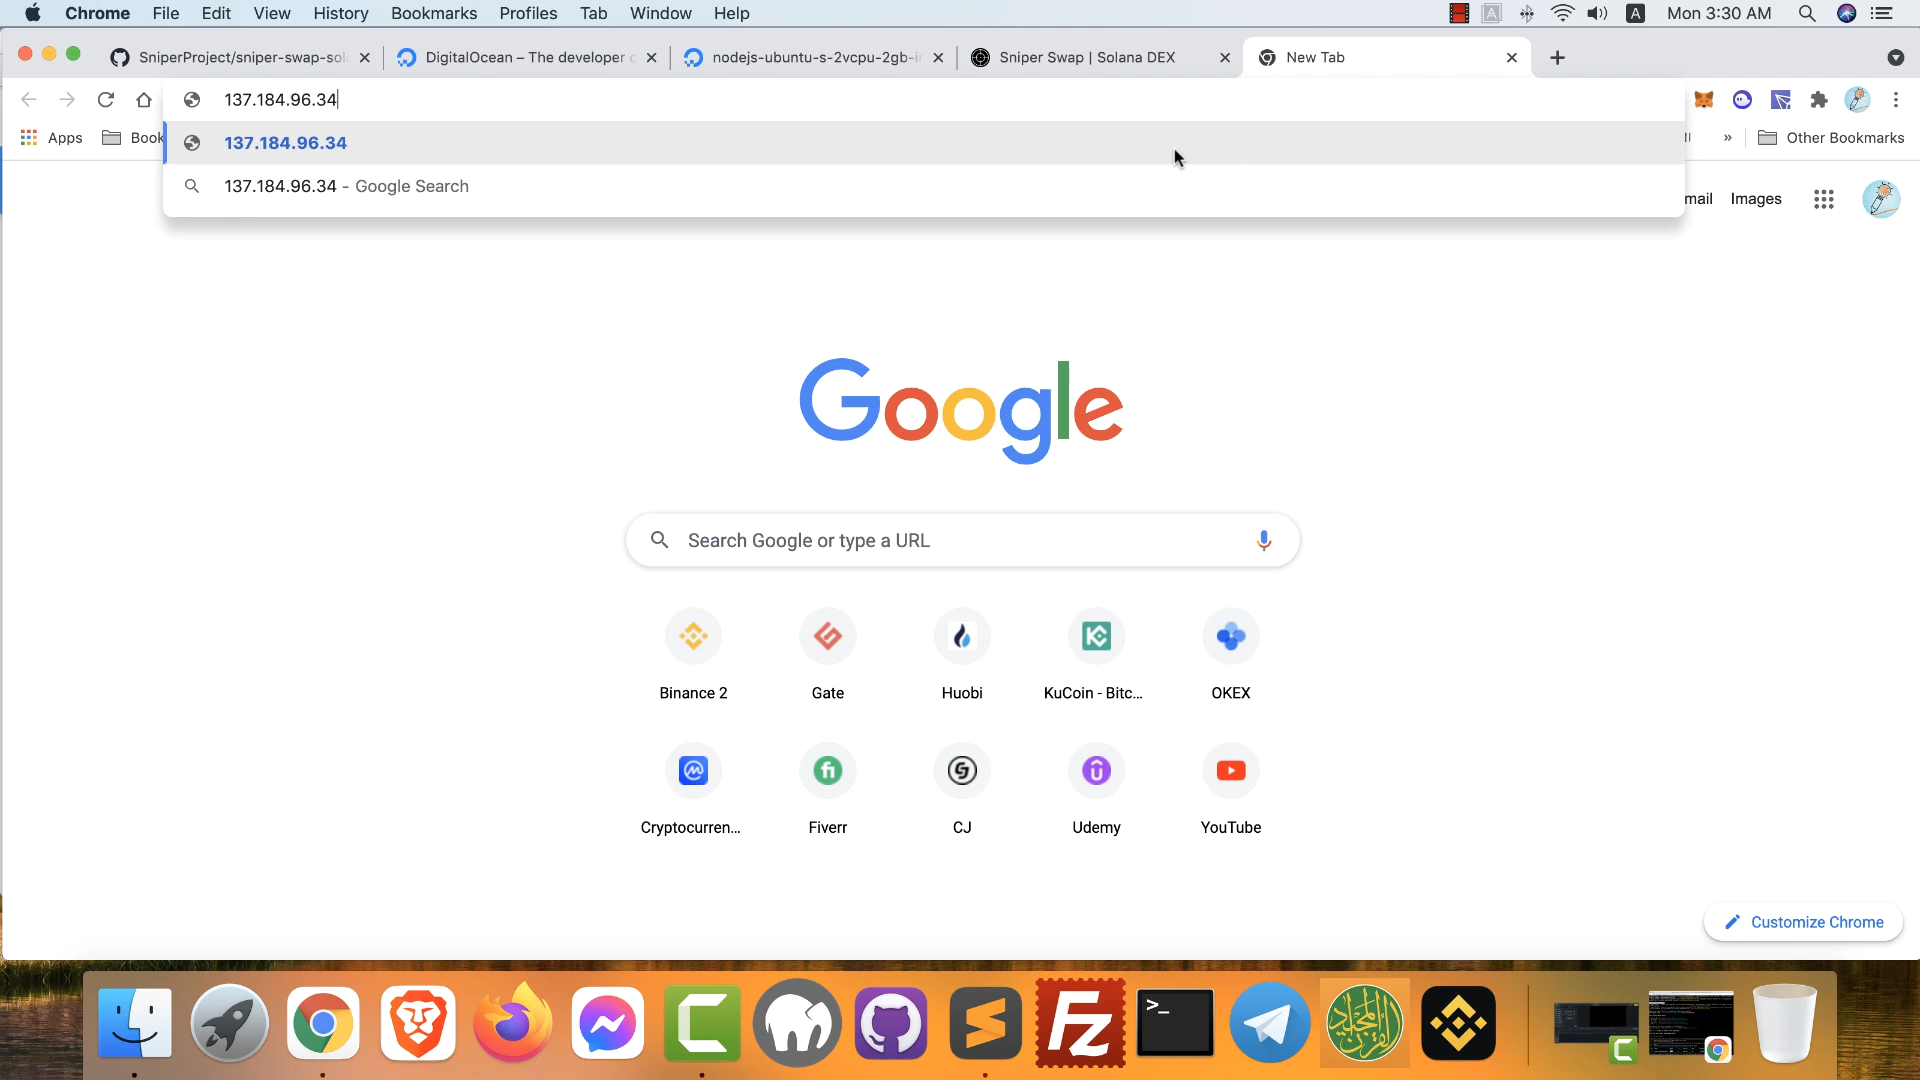 Chrome File Edit View History Bookmarks Profiles Tab Window Help A A Mon 3:30 AM
SniperProject/sniper-swap-sol DigitalOcean – The developer c nodejs-ubuntu-s-2vcpu-2gb-i Sniper Swap | Solana DEX New Tab
137.184.96.34
Apps Book Other Bookmarks
137.184.96.34
137.184.96.34 - Google Search
mail Images
Google
Search Google or type a URL
Binance 2 Gate Huobi KuCoin - Bitc... OKEX
Cryptocurren... Fiverr CJ Udemy YouTube
Customize Chrome